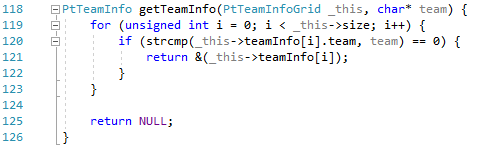 118 PtTeamInfo getTeamInfo(PtTeamInfoGrid _this, char* team) {
119     for (unsigned int i = 0; i < _this->size; i++) {
120         if (strcmp(_this->teamInfo[i].team, team) == 0) {
121             return &(_this->teamInfo[i]);
122         }
123     }
124
125     return NULL;
126 }